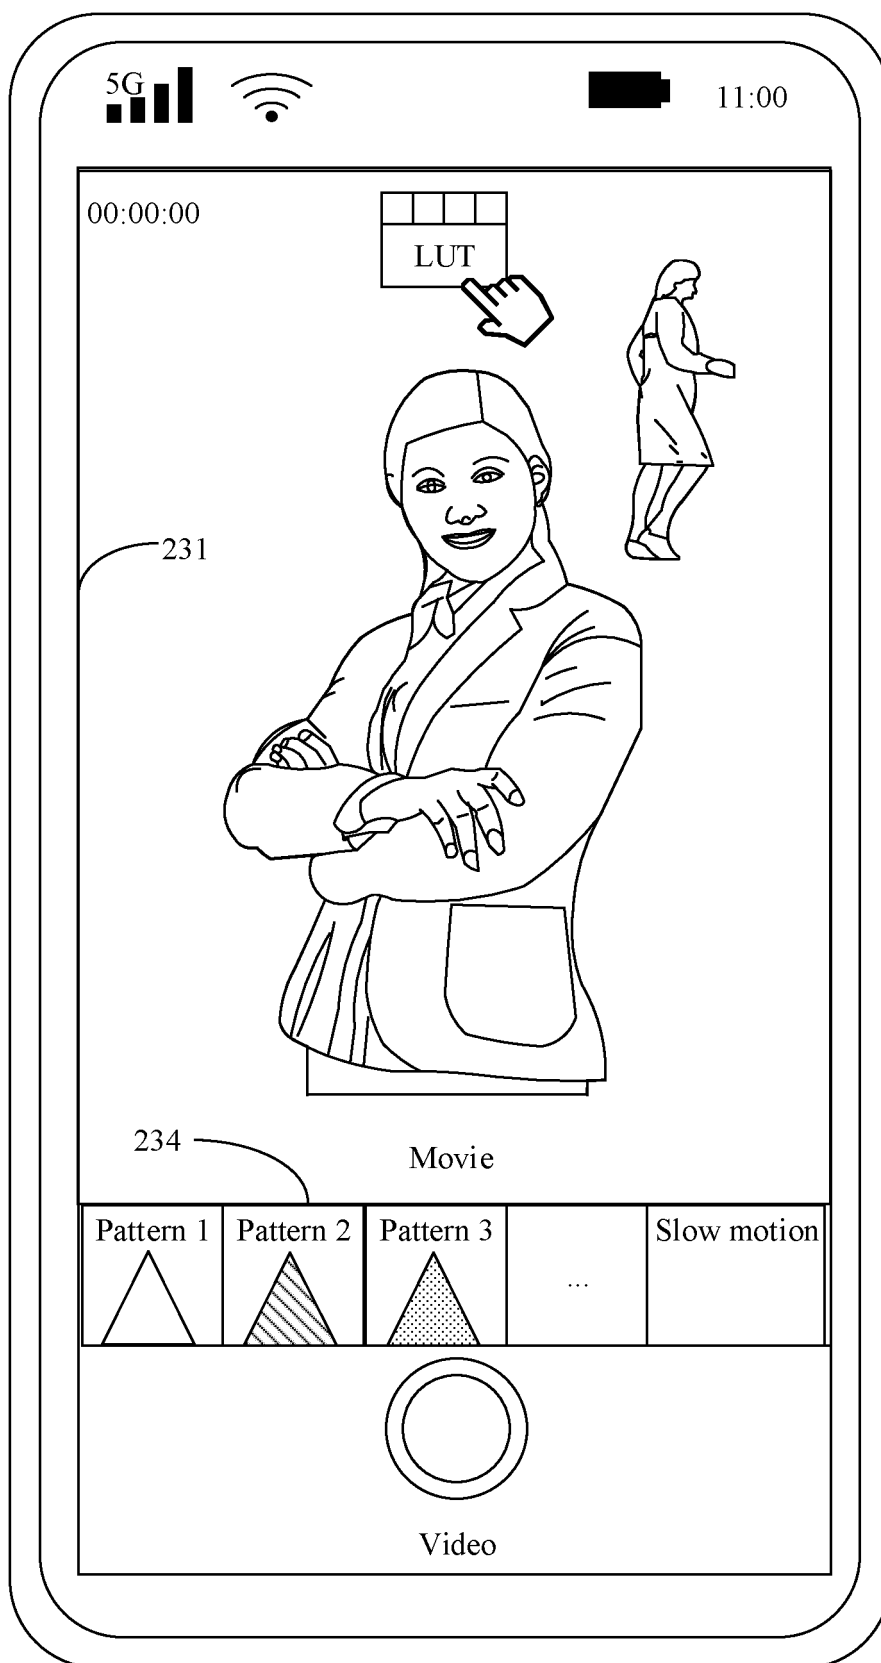 5G
11:00
00:00:00
LUT
231
234
Movie
Pattern 1
Pattern 2
Pattern 3
...
Slow motion
Video